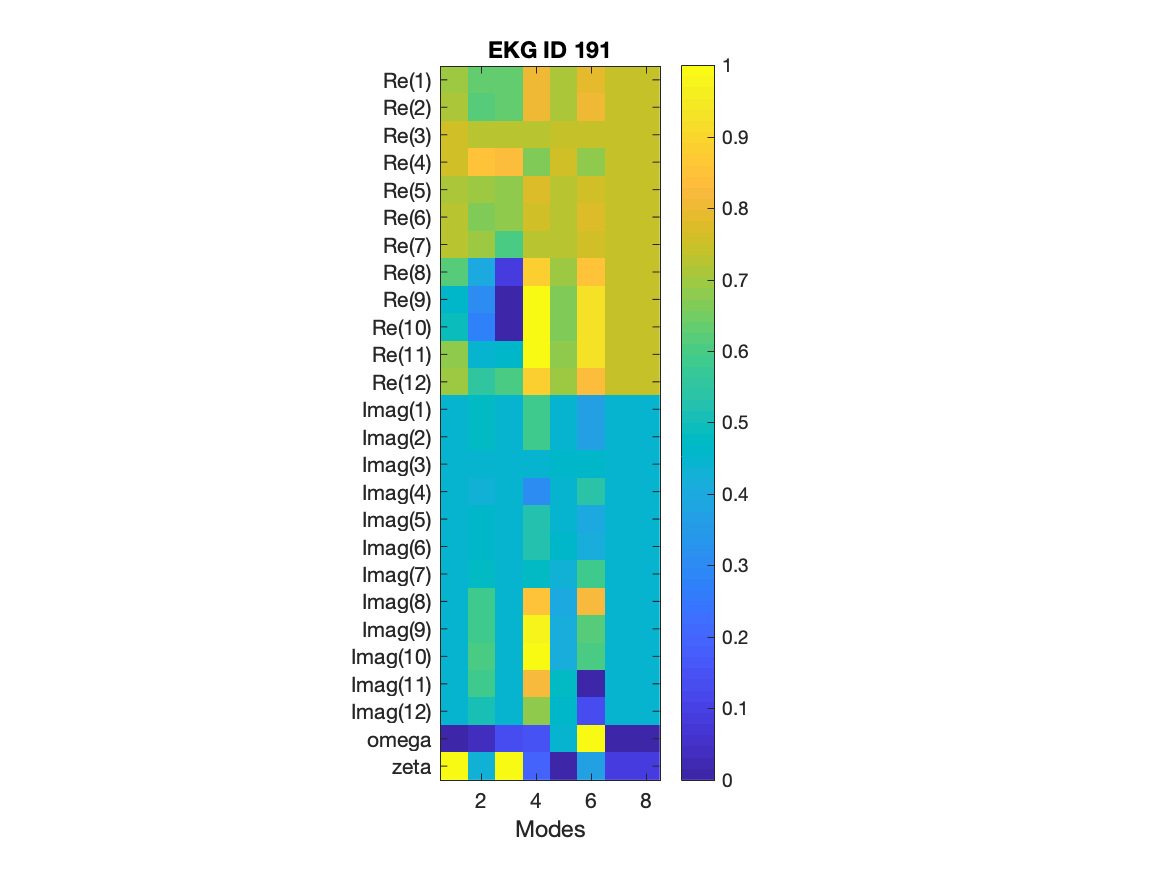 EKG ID 191
Re(1)
Re(2)
Re(3)
Re(4)
Re(5)
Re(6)
Re(7)
Re(8)
Re(9)
Re(10)
Re(11)
Re(12)
Imag(1)
Imag(2)
Imag(3)
Imag(4)
Imag(5)
Imag(6)
Imag(7)
Imag(8)
Imag(9)
Imag(10)
Imag(11)
Imag(12)
omega
zeta
2 4 6 8
Modes
1
0.9
0.8
0.7
0.6
0.5
0.4
0.3
0.2
0.1
0